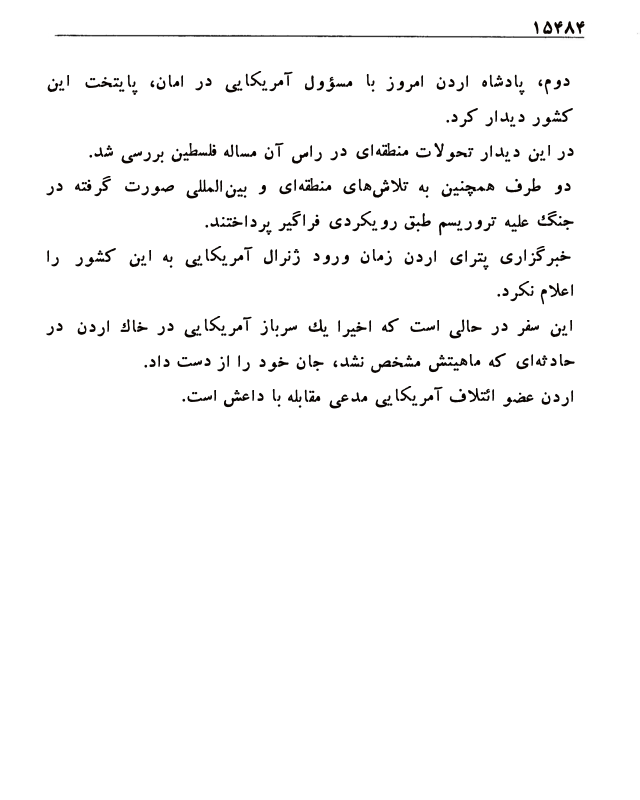 ۱۵۴۸۴
دوم، پادشاه اردن امروز با مسؤول آمریکایی در امان، پایتخت این
کشور دیدار کرد.
در این دیدار تحولات منطقه‌ای در راس آن مساله فلسطین بررسی شد.
دو طرف همچنین به تلاش‌های منطقه‌ای و بین‌المللی صورت گرفته در
جنگ علیه تروریسم طبق رویکردی فراگیر پرداختند.
خبرگزاری پترای اردن زمان ورود ژنرال آمریکایی به این کشور را
اعلام نکرد.
این سفر در حالی است که اخیرا یك سرباز آمریکایی در خاك اردن در
حادثه‌ای که ماهیتش مشخص نشد، جان خود را از دست داد.
اردن عضو ائتلاف آمریکایی مدعی مقابله با داعش است.